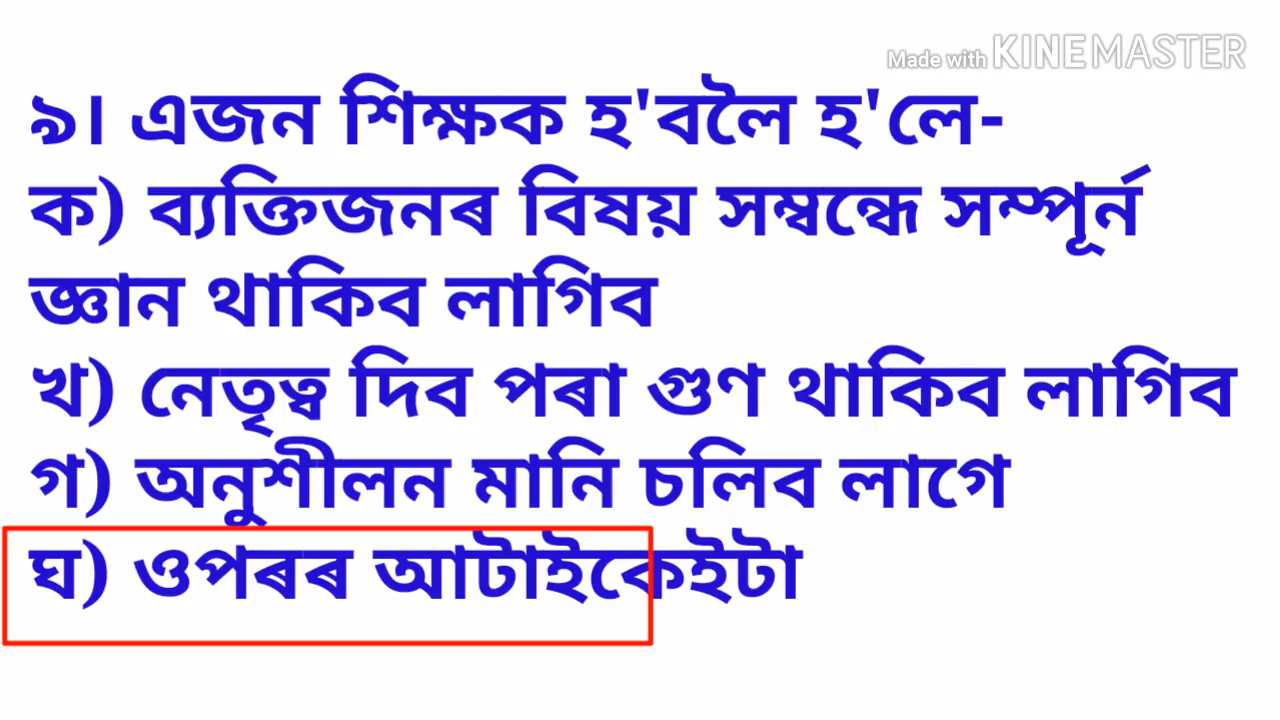 Made with KINEMASTER
৯। এজন শিক্ষক হ'বলৈ হ'লে-
ক) ব্যক্তিজনৰ বিষয় সম্বন্ধে সম্পূৰ্ন
জ্ঞান থাকিব লাগিব
খ) নেতৃত্ব দিব পৰা গুণ থাকিব লাগিব
গ) অনুশীলন মানি চলিব লাগে
ঘ) ওপৰৰ আটাইকেইটা